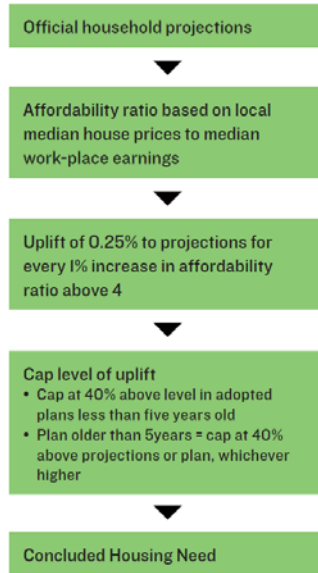 Official household projections
Affordability ratio based on local
median house prices to median
work-place earnings
Uplift of 0.25% to projections for
every 1% increase in affordability
ratio above 4
Cap level of uplift
• Cap at 40% above level in adopted
plans less than five years old
• Plan older than 5years = cap at 40%
above projections or plan, whichever
higher
Concluded Housing Need